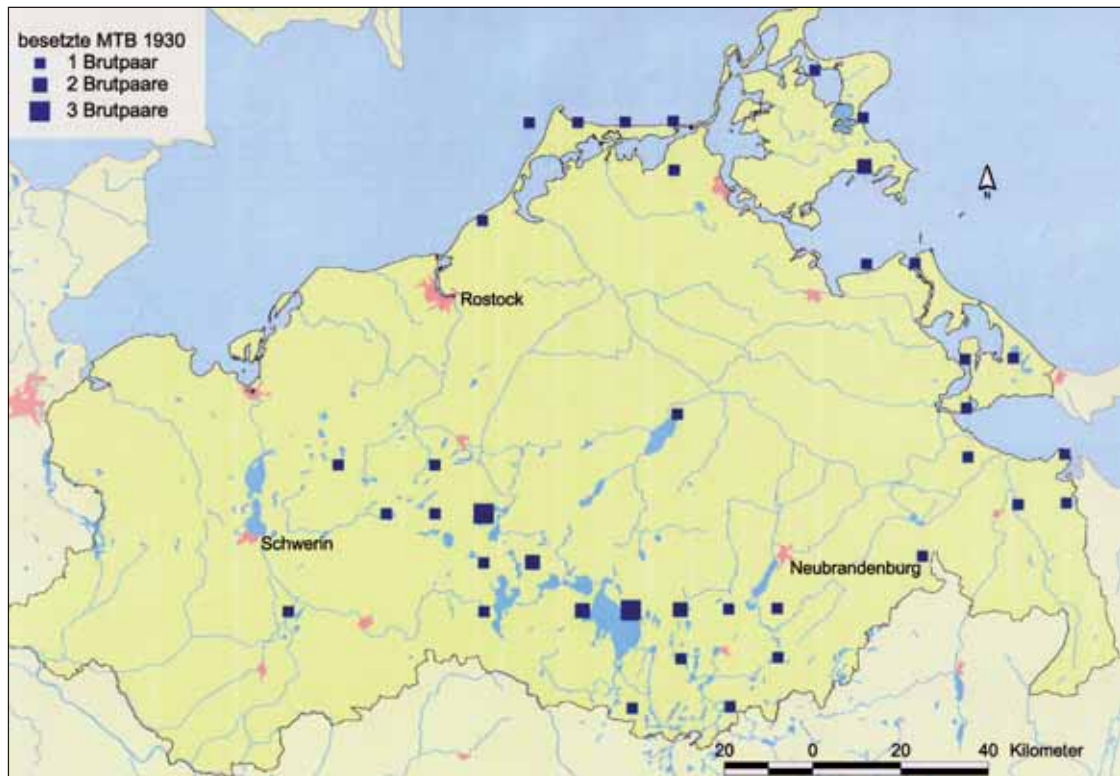 besetzte MTB 1930
1 Brutpaar
2 Brutpaare
3 Brutpaare
N
Rostock
Schwerin
Neubrandenburg
20 0 20 40 Kilometer